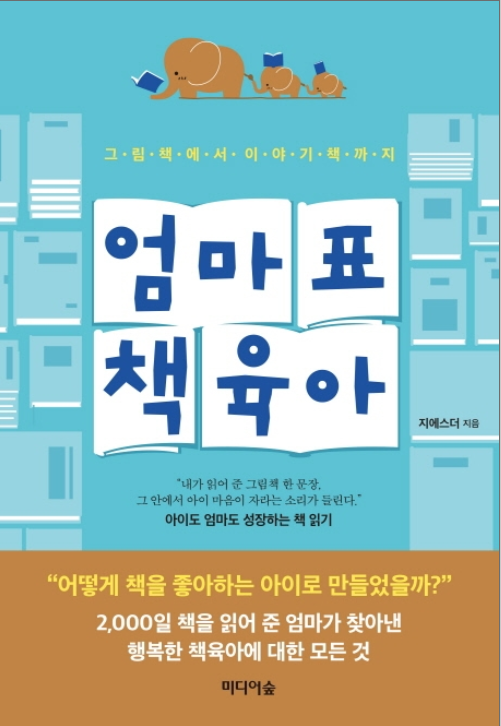 그·림·책·에·서·이·야·기·책·까·지
엄마표
책육아
지에스더 지음
“내가 읽어 준 그림책 한 문장,
그 안에서 아이 마음이 자라는 소리가 들린다.”
아이도 엄마도 성장하는 책 읽기
“어떻게 책을 좋아하는 아이로 만들었을까?”
2,000일 책을 읽어 준 엄마가 찾아낸
행복한 책육아에 대한 모든 것
미디어숲